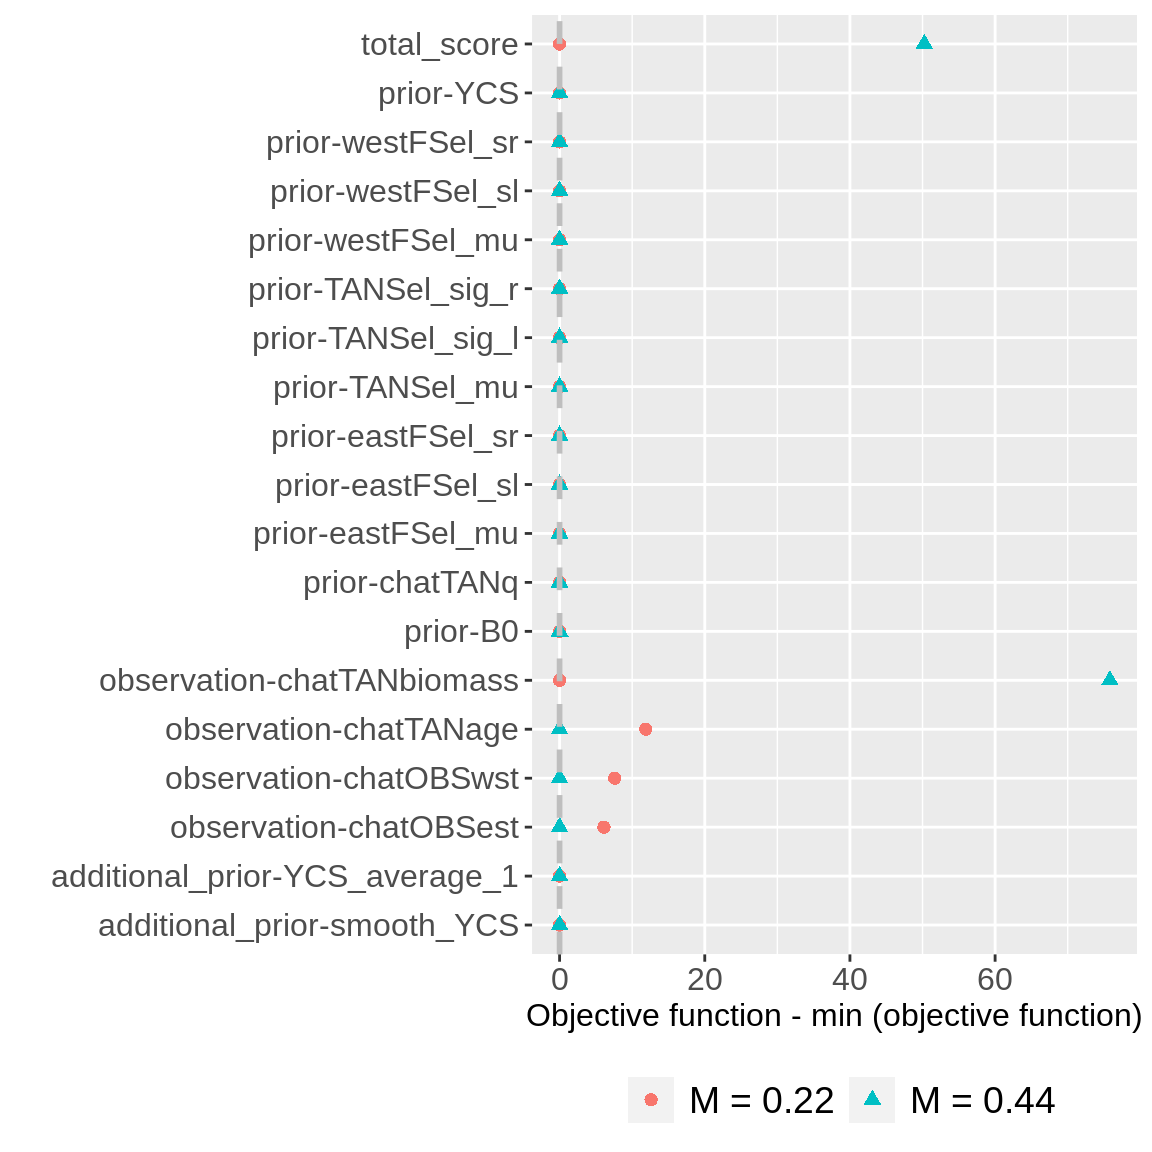 total_score
prior-YCS
prior-westFSel_sr
prior-westFSel_sl
prior-westFSel_mu
prior-TANSel_sig_r
prior-TANSel_sig_l
prior-TANSel_mu
prior-eastFSel_sr
prior-eastFSel_sl
prior-eastFSel_mu
prior-chatTANq
prior-B0
observation-chatTANbiomass
observation-chatTANage
observation-chatOBSwst
observation-chatOBSest
additional_prior-YCS_average_1
additional_prior-smooth_YCS
0 20 40 60
Objective function - min (objective function)
M = 0.22 M = 0.44